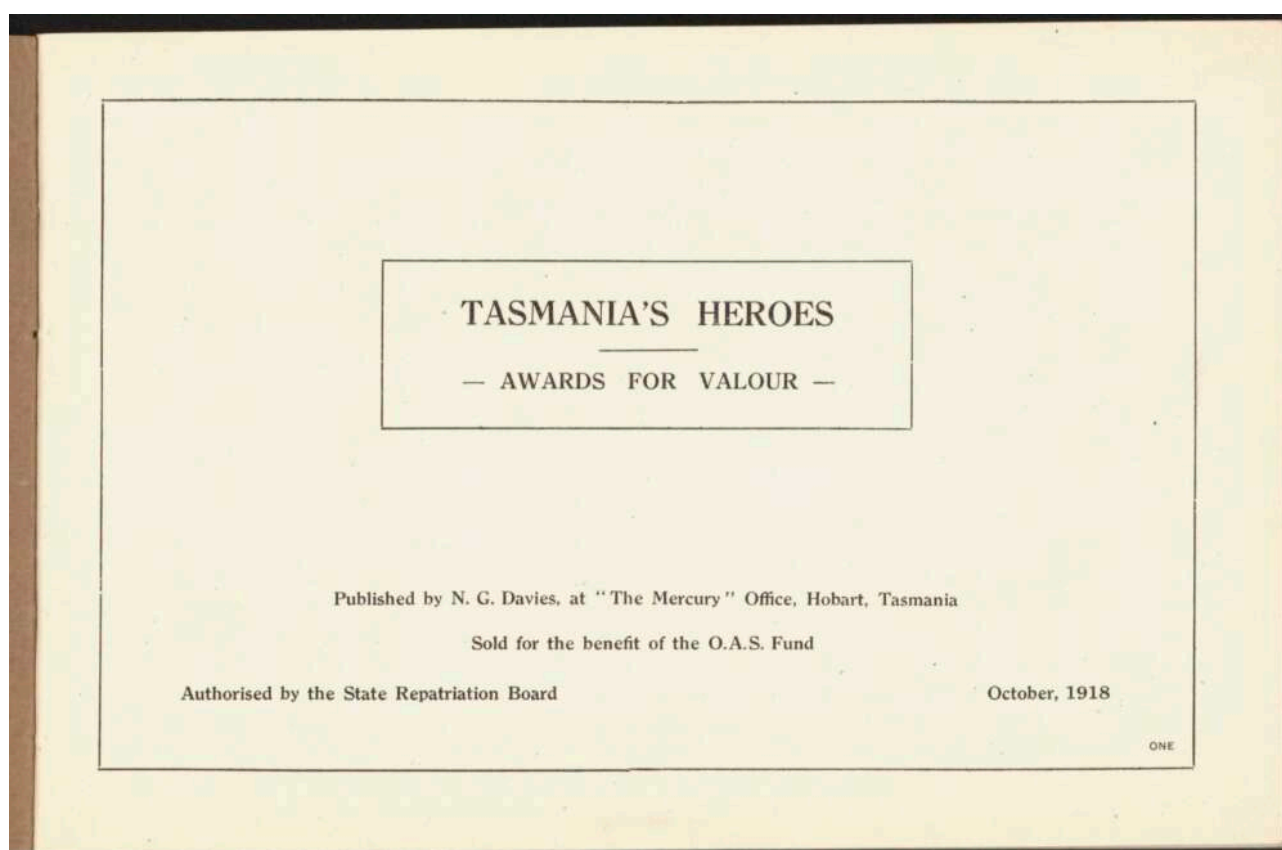 TASMANIA'S HEROES
— AWARDS FOR VALOUR —
Published by N. G. Davies, at "The Mercury" Office, Hobart, Tasmania
Sold for the benefit of the O.A.S. Fund
Authorised by the State Repatriation Board October, 1918
ONE